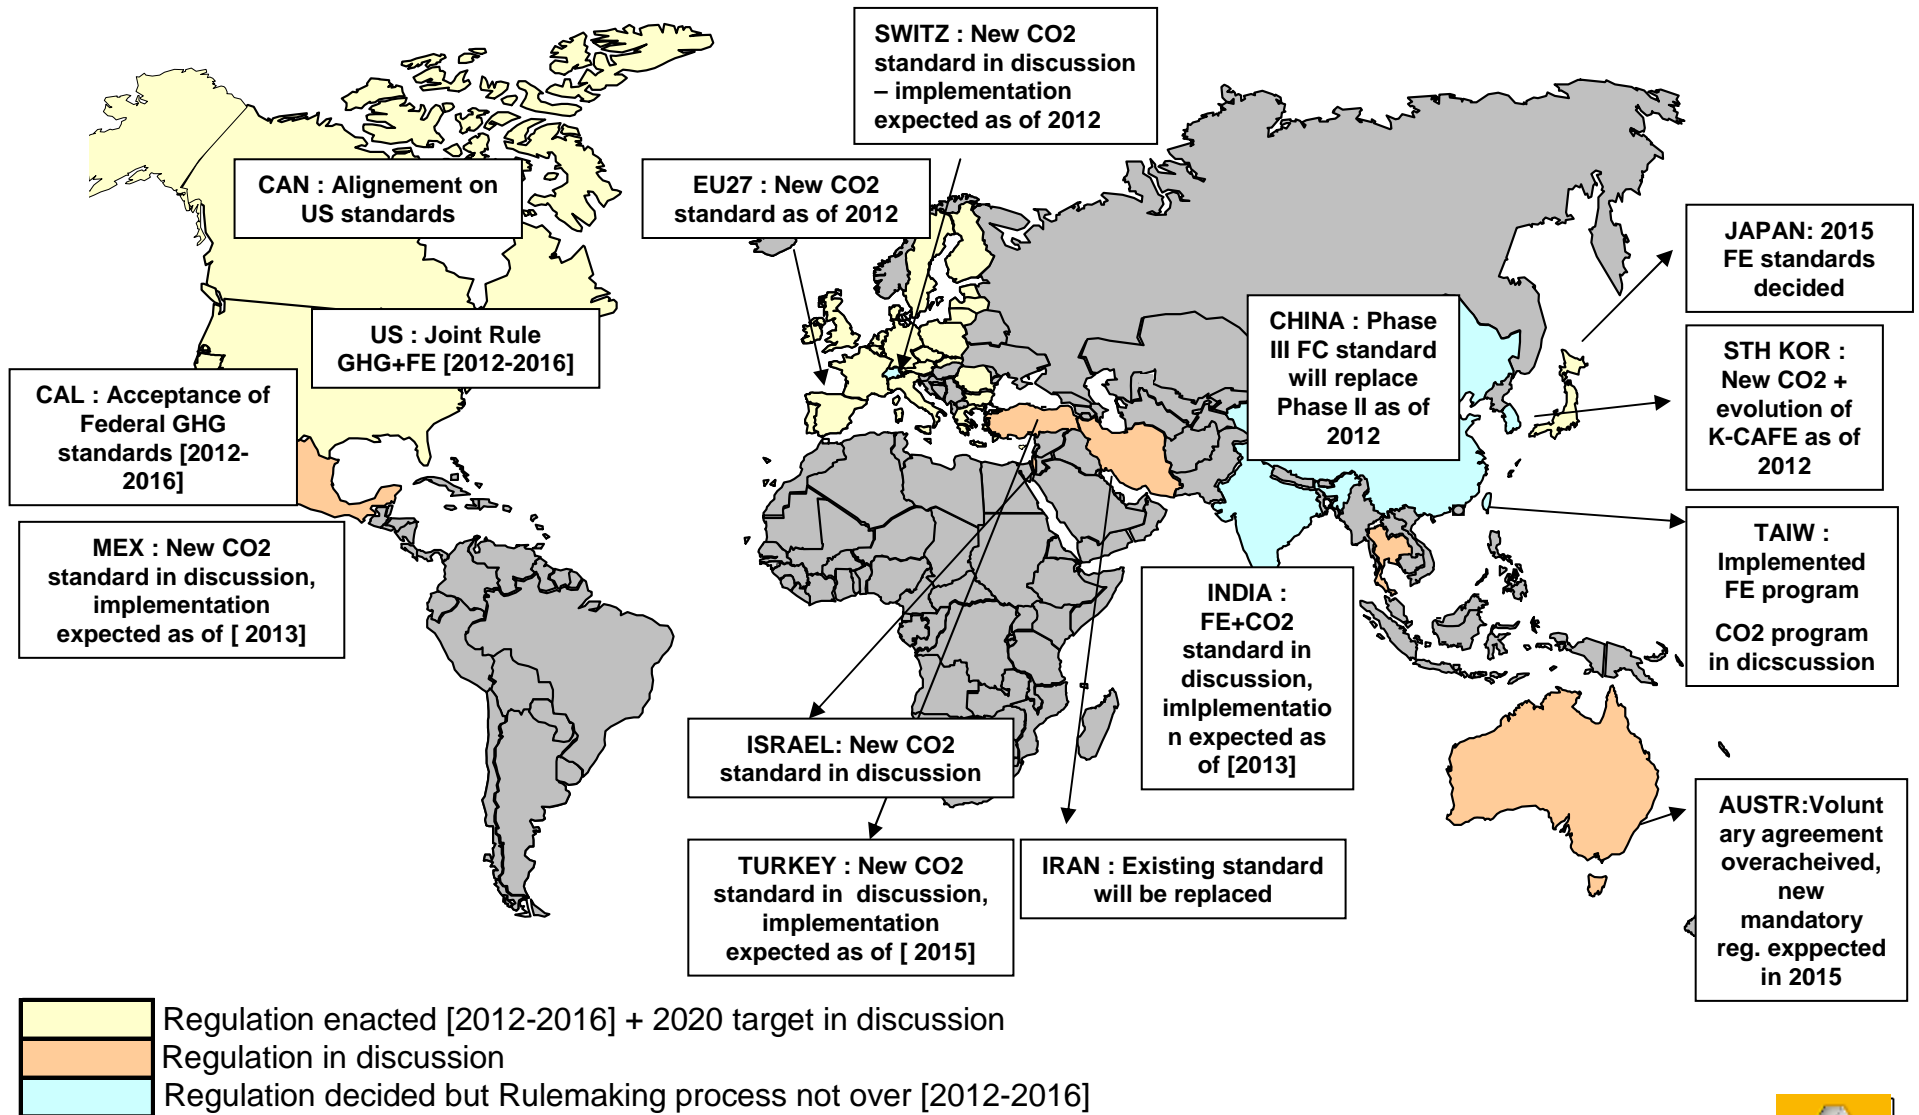 SWITZ : New CO2
standard in discussion
– implementation
expected as of 2012
CAN : Alignement on
US standards
EU27 : New CO2
standard as of 2012
JAPAN: 2015
FE standards
decided
US : Joint Rule
GHG+FE [2012-2016]
CHINA : Phase
III FC standard
will replace
Phase II as of
2012
STH KOR :
New CO2 +
evolution of
K-CAFE as of
2012
CAL : Acceptance of
Federal GHG
standards [2012-
2016]
MEX : New CO2
standard in discussion,
implementation
expected as of [ 2013]
TAIW :
Implemented
FE program
CO2 program
in dicscussion
INDIA :
FE+CO2
standard in
discussion,
imlplementatio
n expected as
of [2013]
ISRAEL: New CO2
standard in discussion
TURKEY : New CO2
standard in  discussion,
implementation
expected as of [ 2015]
IRAN : Existing standard
will be replaced
AUSTR:Volunt
ary agreement
overacheived,
new
mandatory
reg. exppected
in 2015
Regulation enacted [2012-2016] + 2020 target in discussion
Regulation in discussion
Regulation decided but Rulemaking process not over [2012-2016]